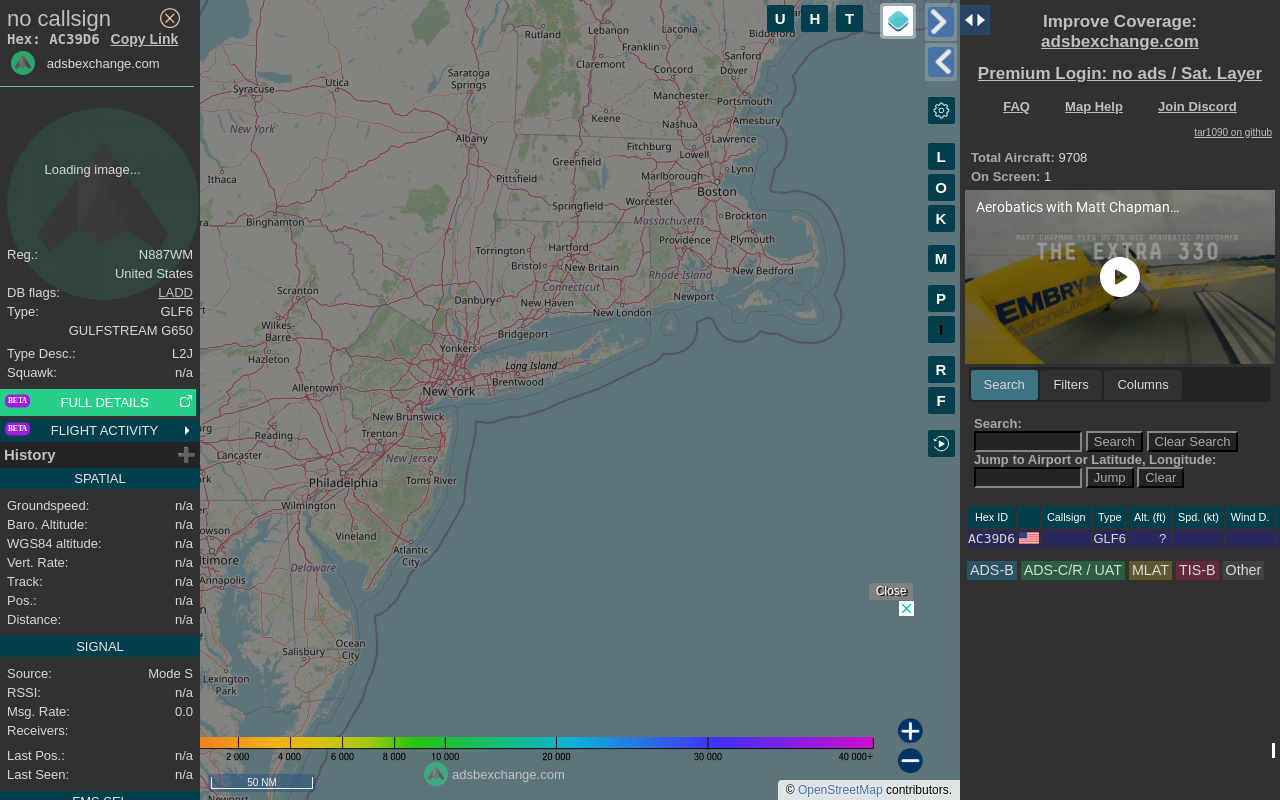 no callsign
Hex: AC39D6 Copy Link
adsbexchange.com
Loading image...
Reg.: N887WM
United States
DB flags: LADD
Type: GLF6
GULFSTREAM G650
Type Desc.: L2J
Squawk: n/a
BETA FULL DETAILS
BETA FLIGHT ACTIVITY
History
SPATIAL
Groundspeed: n/a
Baro. Altitude: n/a
WGS84 altitude: n/a
Vert. Rate: n/a
Track: n/a
Pos.: n/a
Distance: n/a
SIGNAL
Source: Mode S
RSSI: n/a
Msg. Rate: 0.0
Receivers:
Last Pos.: n/a
Last Seen: n/a
FMS SEL
U H T
L
O
K
M
P
I
R
F
Rutland
Lebanon
Laconia
Biddeford
Franklin
Sanford
Claremont
Concord
Dover
Saratoga
Springs
Utica
Syracuse
Manchester
Portsmouth
Keene
Nashua
Amesbury
New York
Albany
Lawrence
Fitchburg
Lowell
Greenfield
Lynn
Ithaca
Pittsfield
Marlborough
Boston
Worcester
Springfield
Massachusetts
Brockton
Binghamton
Torrington
Hartford
Providence
Plymouth
Bristol
New Britain
New Bedford
Rhode Island
Connecticut
Scranton
Danbury
New Haven
Newport
New London
Wilkes-
Barre
Bridgeport
Yonkers
Hazleton
Long Island
Brentwood
Allentown
New York
New Brunswick
Reading
Trenton
Lancaster
New Jersey
Toms River
Philadelphia
Wilmington
Vineland
Atlantic
City
Annapolis
Delaware
Ocean
City
Salisbury
Lexington
Park
Newport
Close
2 000 4 000 6 000 8 000 10 000 20 000 30 000 40 000+
50 NM
adsbexchange.com
© OpenStreetMap contributors.
Improve Coverage:
adsbexchange.com
Premium Login: no ads / Sat. Layer
FAQ Map Help Join Discord
tar1090 on github
Total Aircraft: 9708
On Screen: 1
Aerobatics with Matt Chapman…
MATT CHAPMAN FLEW US IN HIS AEROBATIC PERFORMER
THE EXTRA 330
EMBRY-R
Aeronautical
Search Filters Columns
Search:
Search Clear Search
Jump to Airport or Latitude, Longitude:
Jump Clear
Hex ID Callsign Type Alt. (ft) Spd. (kt) Wind D.
AC39D6 GLF6 ?
ADS-B ADS-C/R / UAT MLAT TIS-B Other